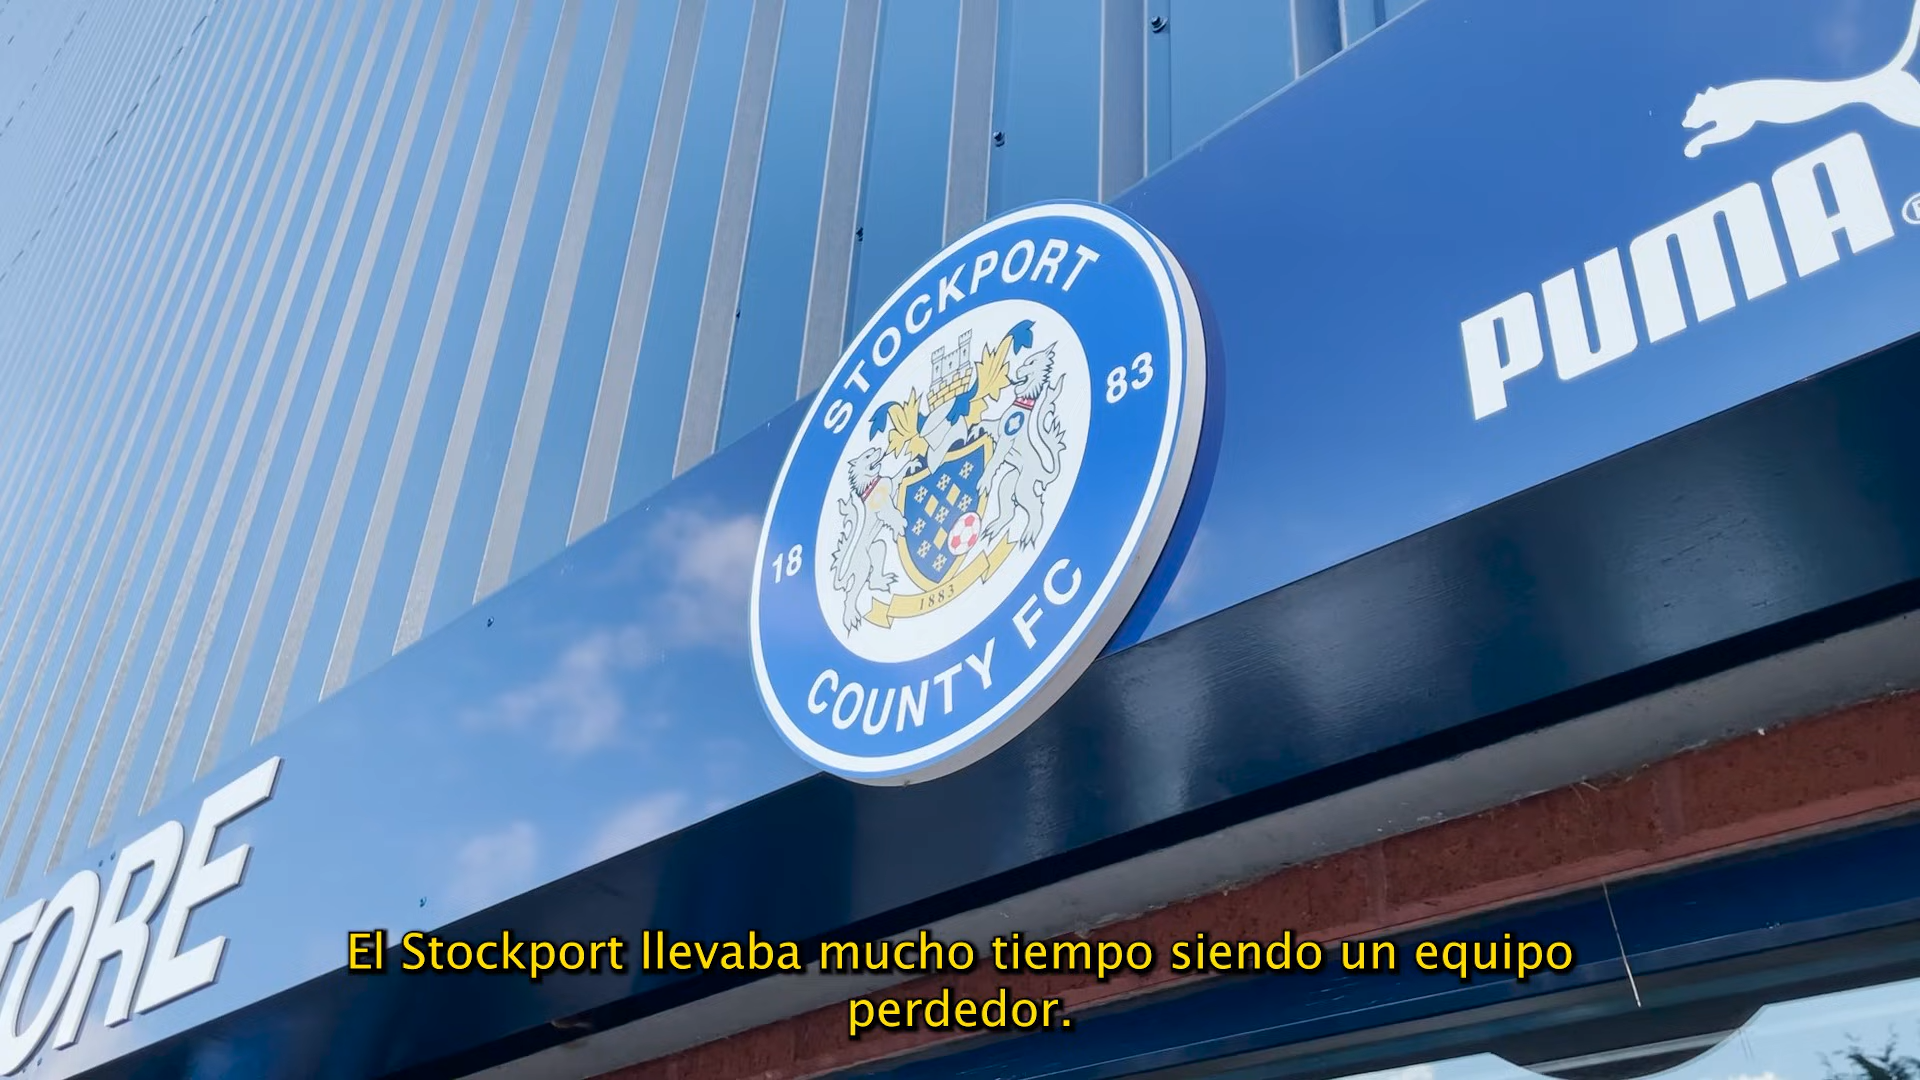 PUMA®
STOCKPORT
18 83
1883
COUNTY FC
TORE
El Stockport llevaba mucho tiempo siendo un equipo
perdedor.